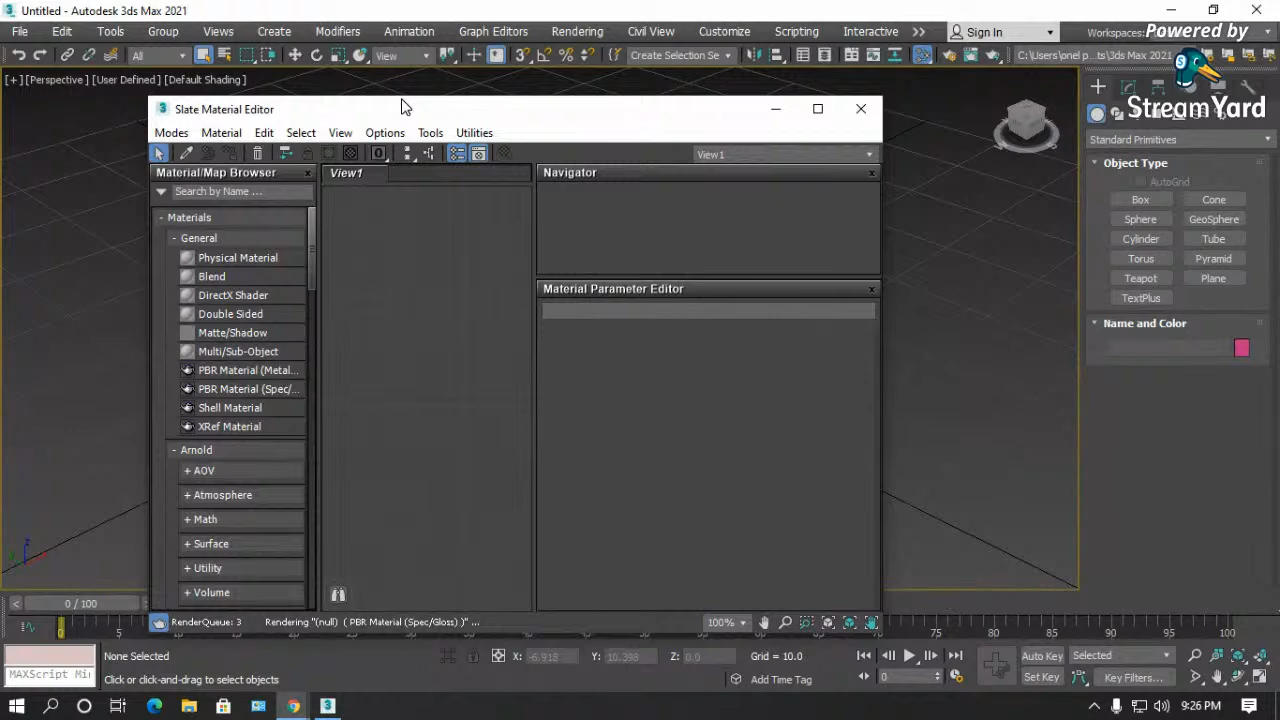 Untitled - Autodesk 3ds Max 2021
File Edit Tools Group Views Create Modifiers Animation Graph Editors Rendering Civil View Customize Scripting Interactive Sign In Workspaces:
Powered by
StreamYard
All View Create Selection Se C:\Users\onel p...ts\3ds Max 2021
[+] [Perspective] [User Defined] [Default Shading]
Slate Material Editor
Modes Material Edit Select View Options Tools Utilities
View1
Material/Map Browser
Search by Name ...
- Materials
- General
Physical Material
Blend
DirectX Shader
Double Sided
Matte/Shadow
Multi/Sub-Object
PBR Material (Metal...
PBR Material (Spec/...
Shell Material
XRef Material
- Arnold
+ AOV
+ Atmosphere
+ Math
+ Surface
+ Utility
+ Volume
View1
Navigator
Material Parameter Editor
RenderQueue: 3 Rendering "(null) ( PBR Material (Spec/Gloss) )" ...
100%
Standard Primitives
Object Type
AutoGrid
Box Cone
Sphere GeoSphere
Cylinder Tube
Torus Pyramid
Teapot Plane
TextPlus
Name and Color
0 / 100
0 5 75 80 85 90 95 100
None Selected X: -6.918 Y: 10.398 Z: 0.0 Grid = 10.0 Auto Key Selected
MAXScript Mi Click or click-and-drag to select objects Add Time Tag 0 Set Key Key Filters...
9:26 PM